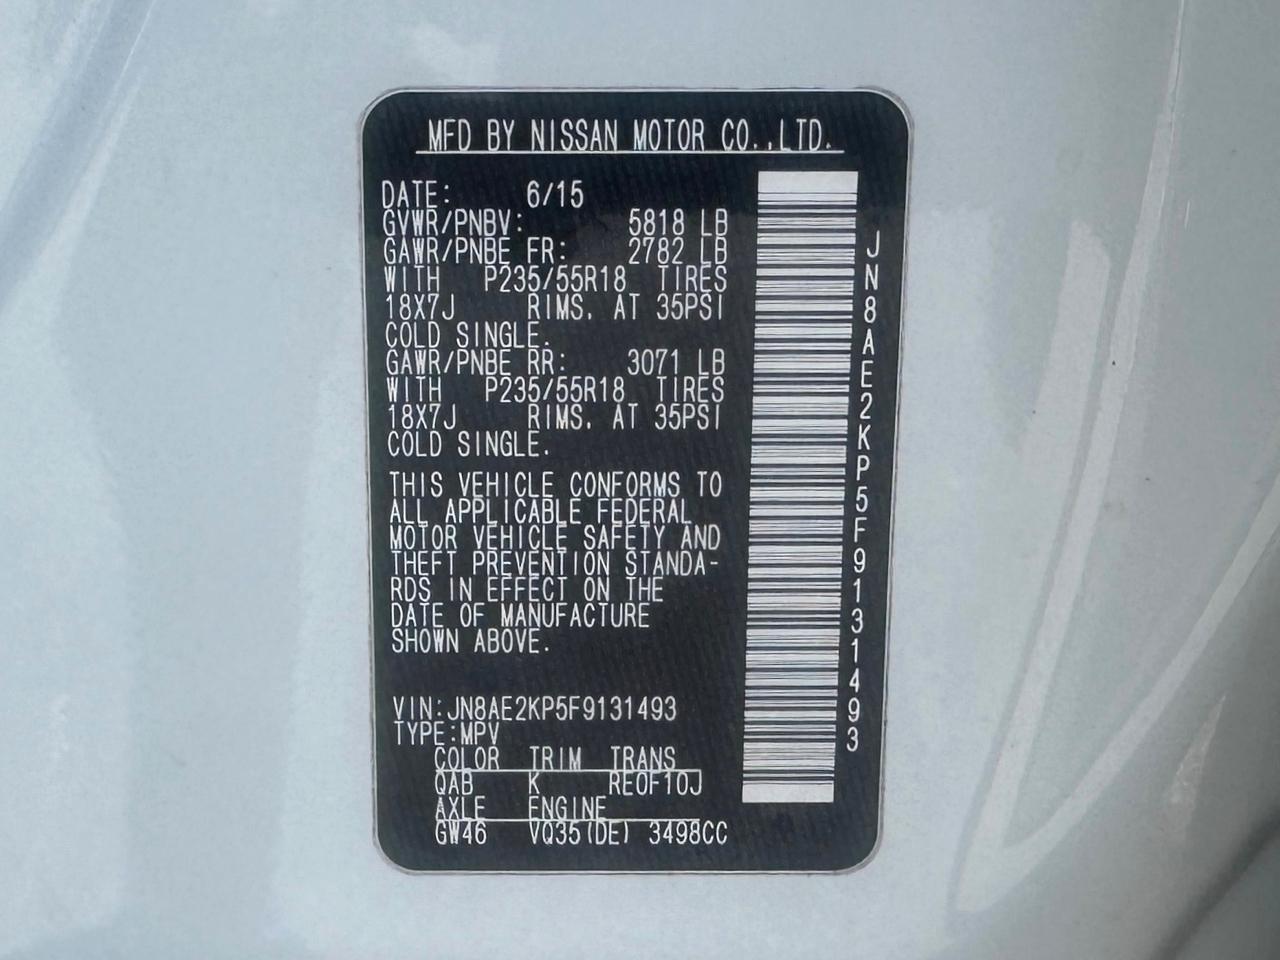 MFD BY NISSAN MOTOR CO.,LTD.
DATE: 6/15
GVWR/PNBV: 5818 LB
GAWR/PNBE FR: 2782 LB
WITH P235/55R18 TIRES
18X7J RIMS. AT 35PSI
COLD SINGLE.
GAWR/PNBE RR: 3071 LB
WITH P235/55R18 TIRES
18X7J RIMS. AT 35PSI
COLD SINGLE.
THIS VEHICLE CONFORMS TO
ALL APPLICABLE FEDERAL
MOTOR VEHICLE SAFETY AND
THEFT PREVENTION STANDA-
RDS IN EFFECT ON THE
DATE OF MANUFACTURE
SHOWN ABOVE.
VIN:JN8AE2KP5F9131493
TYPE:MPV
COLOR TRIM TRANS
QAB K RE0F10J
AXLE ENGINE
GW46 VQ35(DE) 3498CC
JN8AE2KP5F9131493